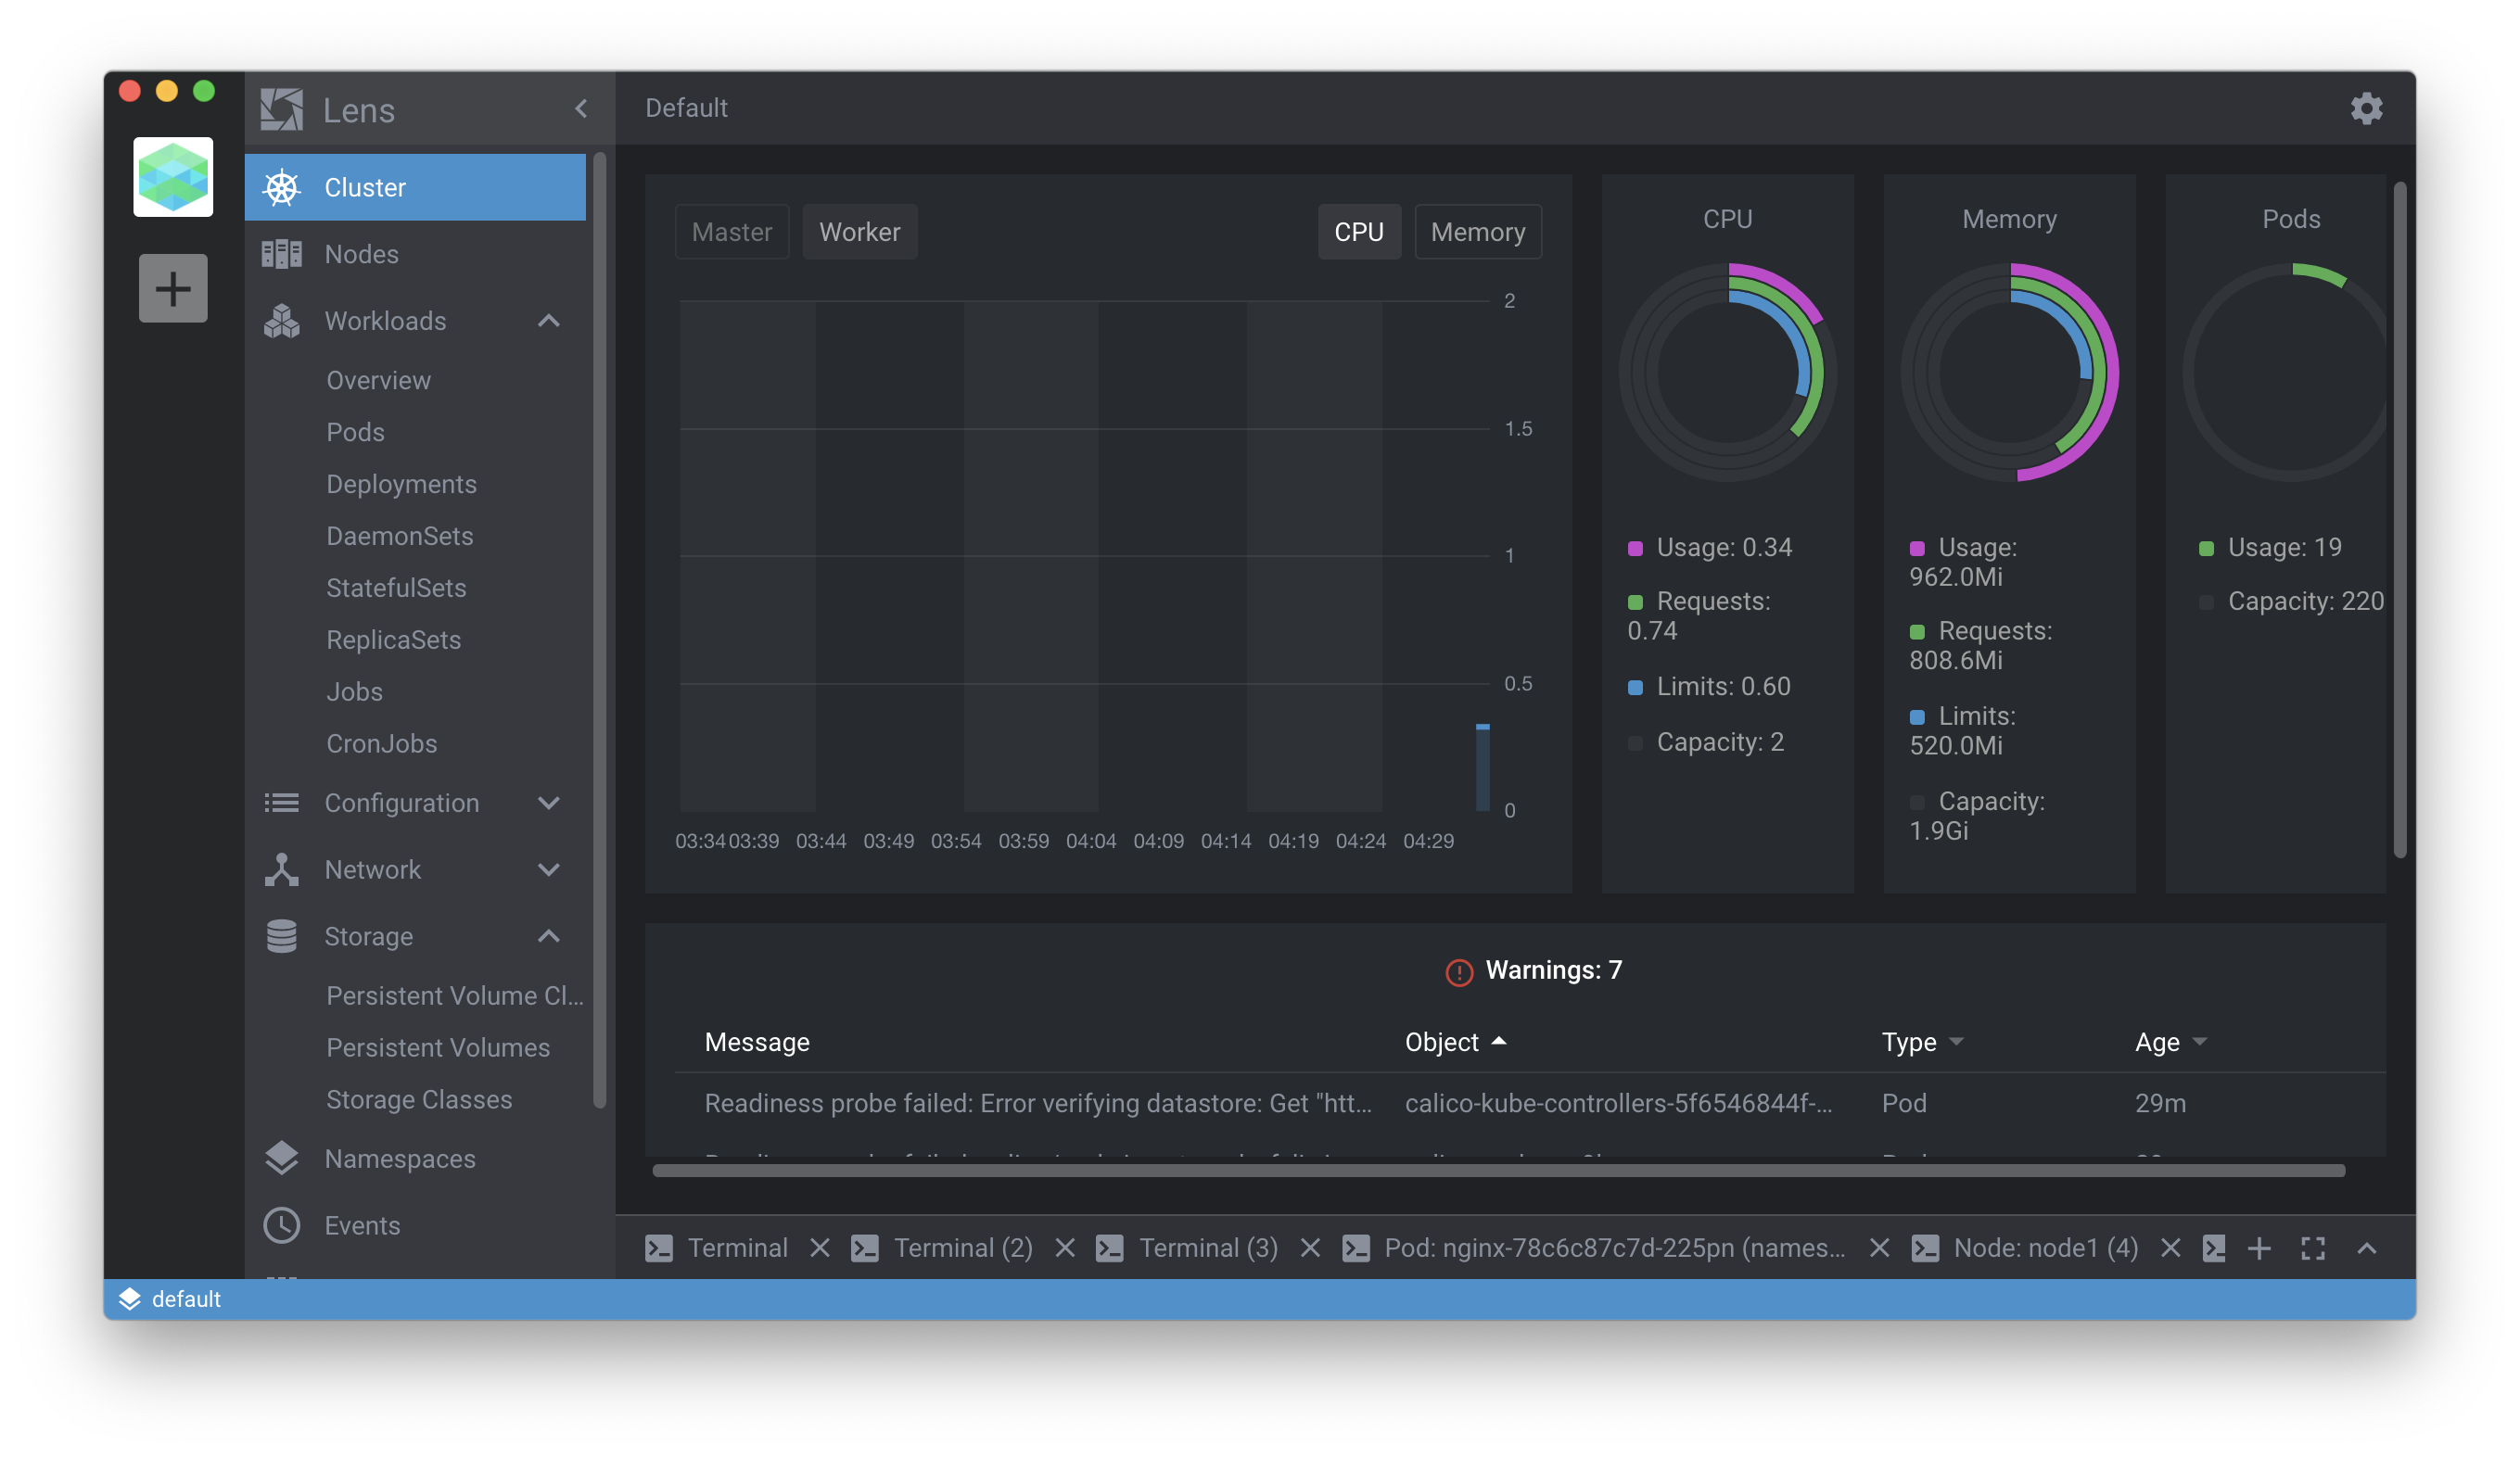 Lens
Default
Cluster
Nodes
Workloads
Overview
Pods
Deployments
DaemonSets
StatefulSets
ReplicaSets
Jobs
CronJobs
Configuration
Network
Storage
Persistent Volume Cl...
Persistent Volumes
Storage Classes
Namespaces
Events
Master
Worker
CPU
Memory
2
1.5
1
0.5
0
03:34 03:39 03:44 03:49 03:54 03:59 04:04 04:09 04:14 04:19 04:24 04:29
CPU
Usage: 0.34
Requests:
0.74
Limits: 0.60
Capacity: 2
Memory
Usage:
962.0Mi
Requests:
808.6Mi
Limits:
520.0Mi
Capacity:
1.9Gi
Pods
Usage: 19
Capacity: 220
Warnings: 7
Message Object Type Age
Readiness probe failed: Error verifying datastore: Get "htt... calico-kube-controllers-5f6546844f-... Pod 29m
Terminal Terminal (2) Terminal (3) Pod: nginx-78c6c87c7d-225pn (names... Node: node1 (4)
default